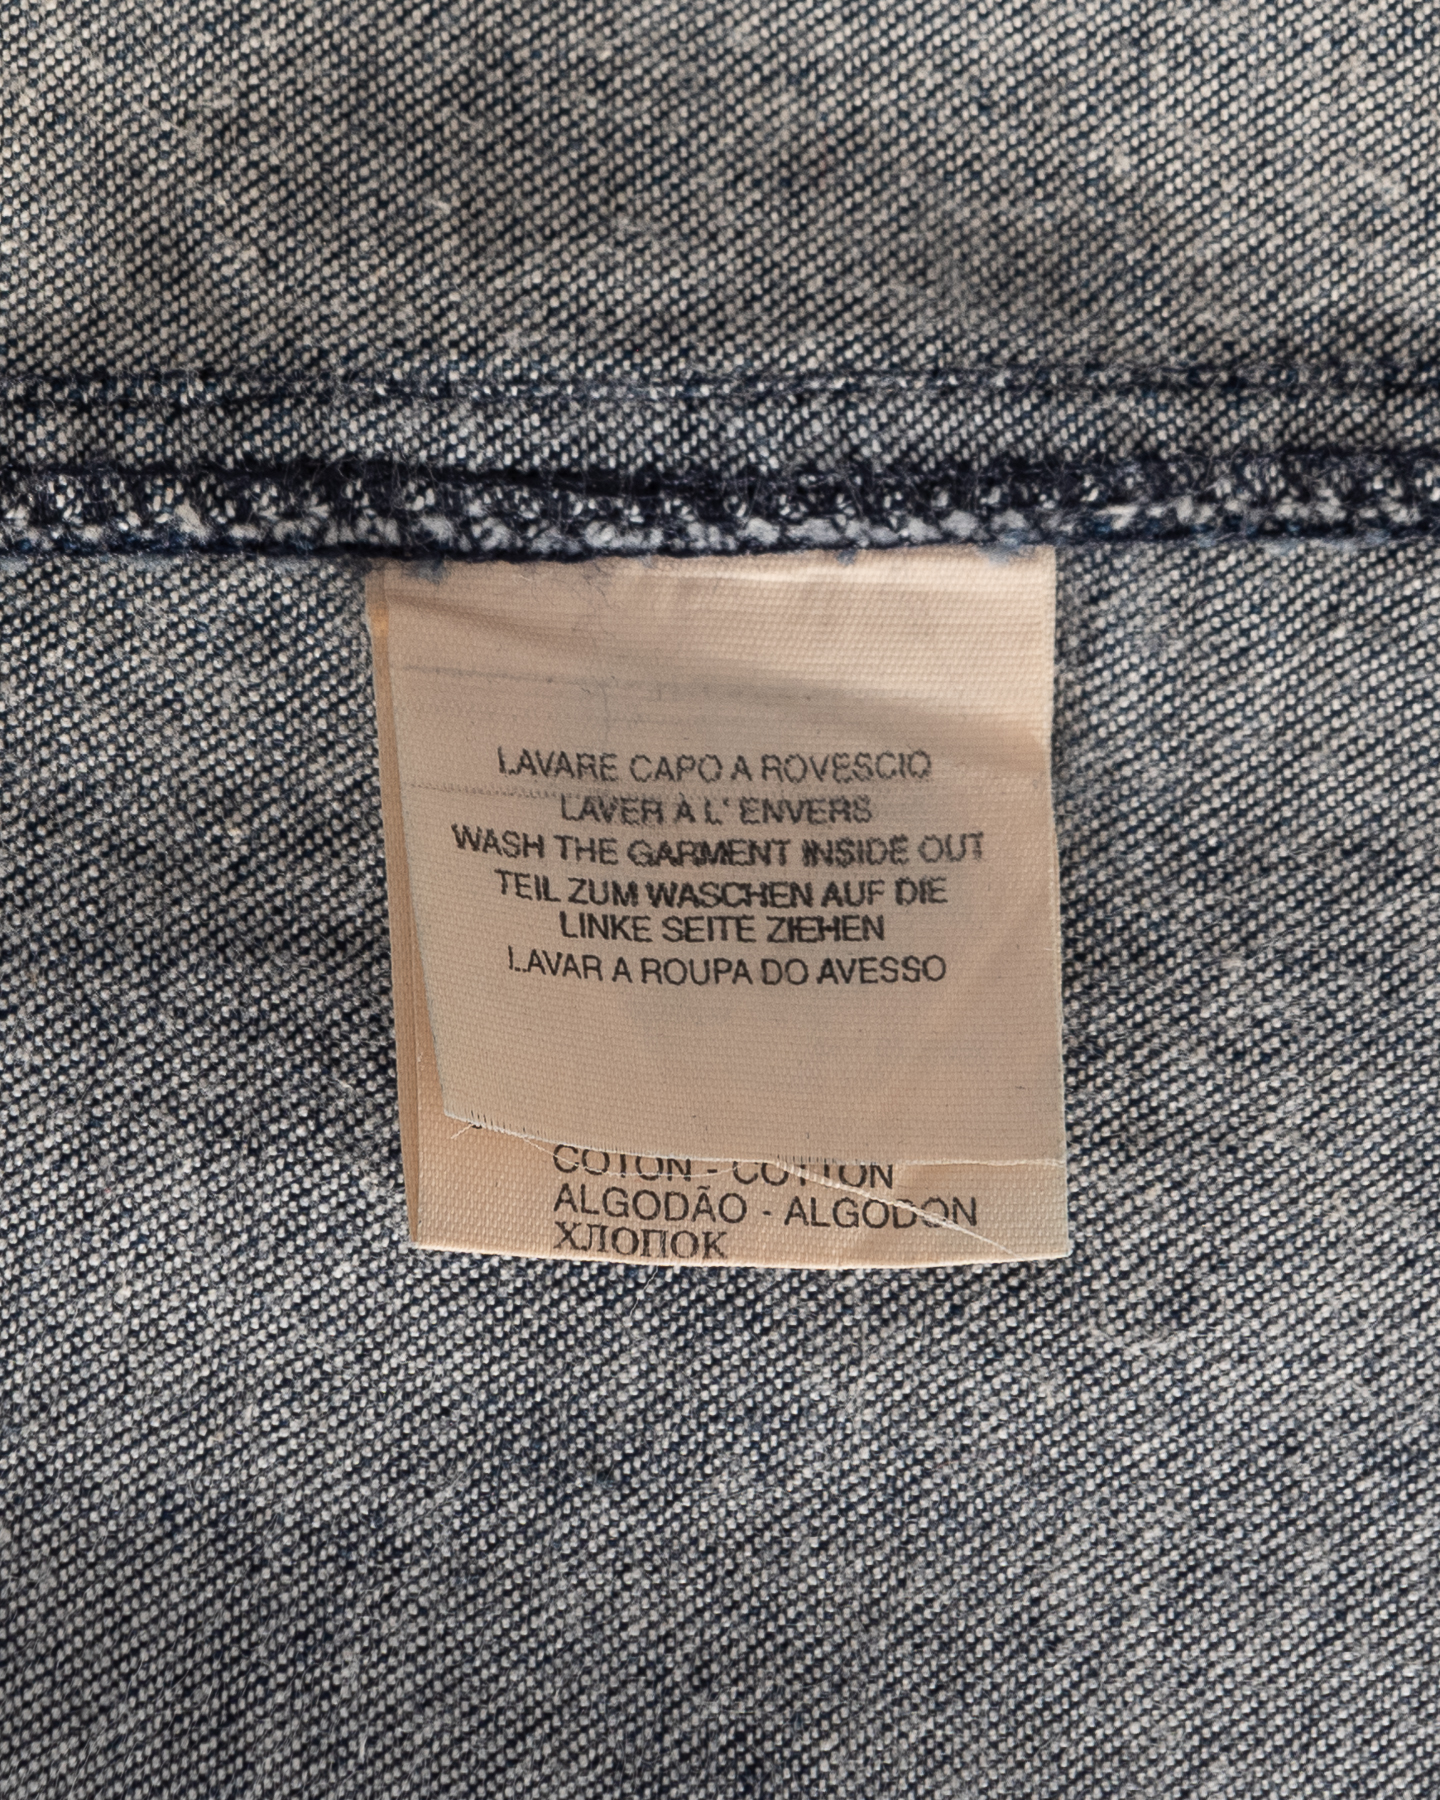 LAVARE CAPO A ROVESCIO
LAVER À L' ENVERS
WASH THE GARMENT INSIDE OUT
TEIL ZUM WASCHEN AUF DIE
LINKE SEITE ZIEHEN
LAVAR A ROUPA DO AVESSO
COTON - COTTON
ALGODÃO - ALGODON
ХЛОПОК